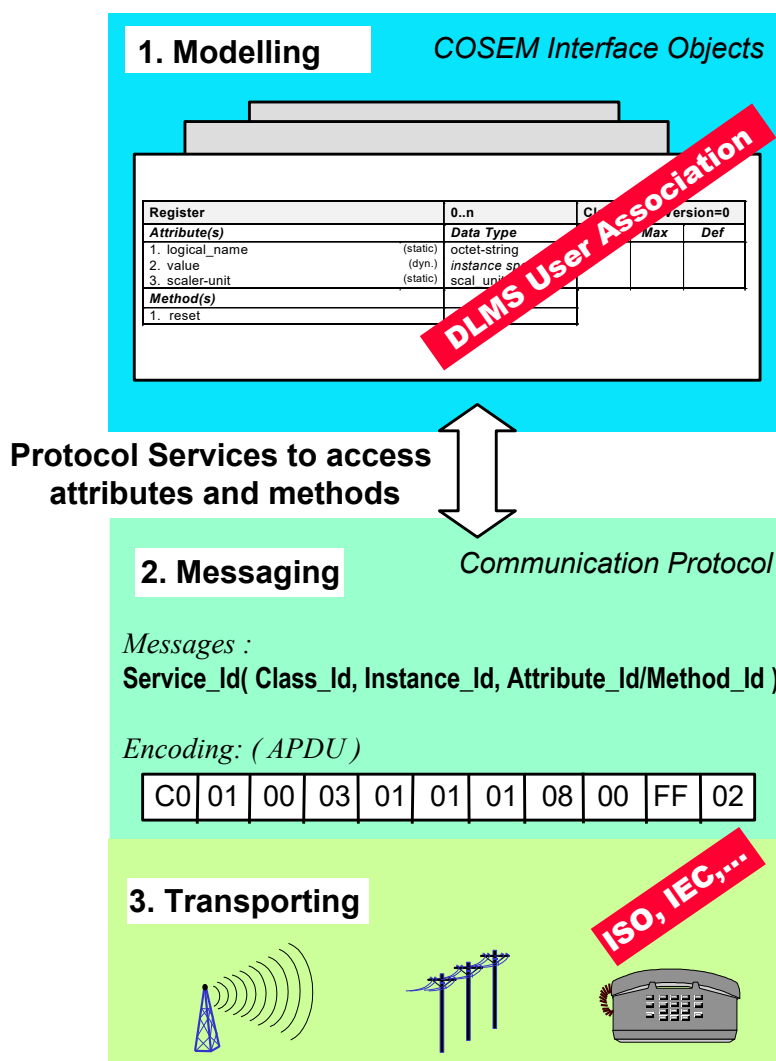 1. Modelling
COSEM Interface Objects
Register 0..n Version=0
Attribute(s) Data Type Max Def
1. logical_name (static) octet-string
2. value (dyn.) instance
3. scaler-unit (static)
Method(s)
1. reset
DLMS User Association
Protocol Services to access
attributes and methods
2. Messaging
Communication Protocol
Messages :
Service_Id( Class_Id, Instance_Id, Attribute_Id/Method_Id )
Encoding: ( APDU )
C0 01 00 03 01 01 01 08 00 FF 02
3. Transporting
ISO, IEC,...